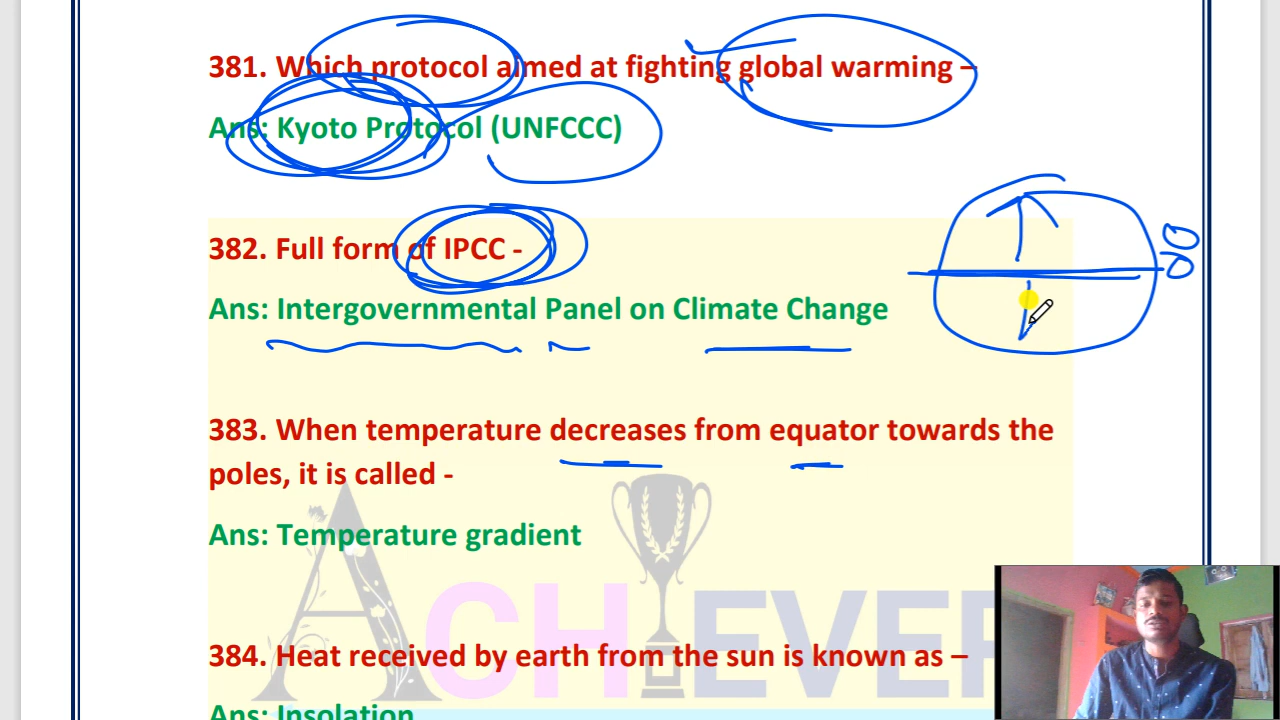 381. Which protocol aimed at fighting global warming –
Ans: Kyoto Protocol (UNFCCC)
382. Full form of IPCC -
Ans: Intergovernmental Panel on Climate Change
383. When temperature decreases from equator towards the
poles, it is called -
Ans: Temperature gradient
ACHIEVER
384. Heat received by earth from the sun is known as –
Ans: Insolation